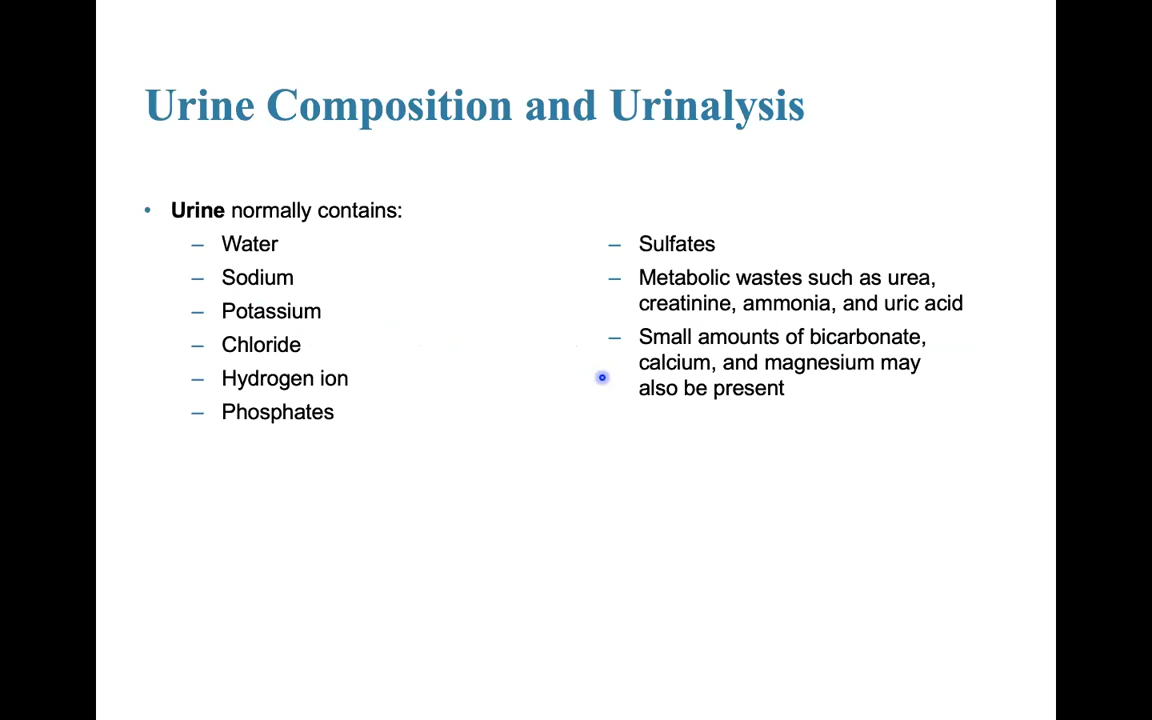 Urine Composition and Urinalysis
• Urine normally contains:
– Water
– Sodium
– Potassium
– Chloride
– Hydrogen ion
– Phosphates
– Sulfates
– Metabolic wastes such as urea,
creatinine, ammonia, and uric acid
– Small amounts of bicarbonate,
calcium, and magnesium may
also be present